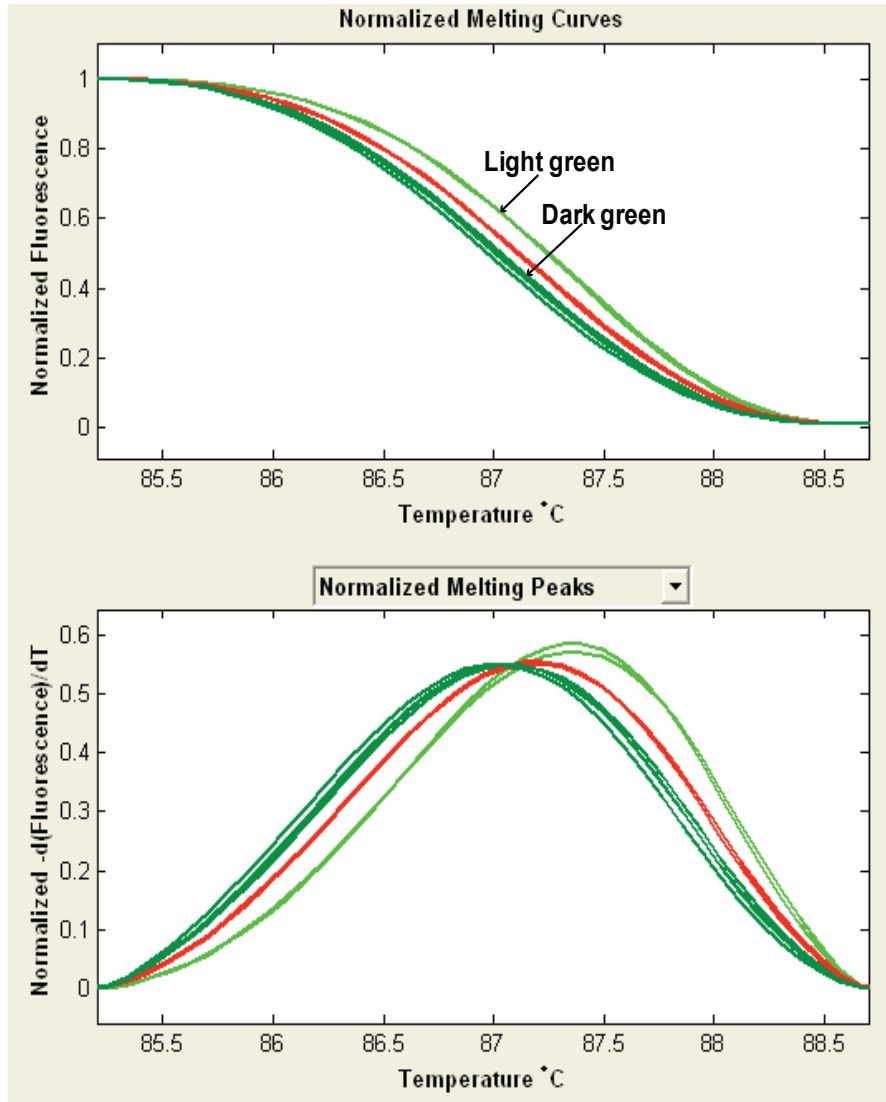 Normalized Melting Curves
Normalized Fluorescence
1
0.8
0.6
0.4
0.2
0
Light green
Dark green
85.5 86 86.5 87 87.5 88 88.5
Temperature °C
Normalized Melting Peaks
Normalized -d(Fluorescence)/dT
0.6
0.5
0.4
0.3
0.2
0.1
0
85.5 86 86.5 87 87.5 88 88.5
Temperature °C